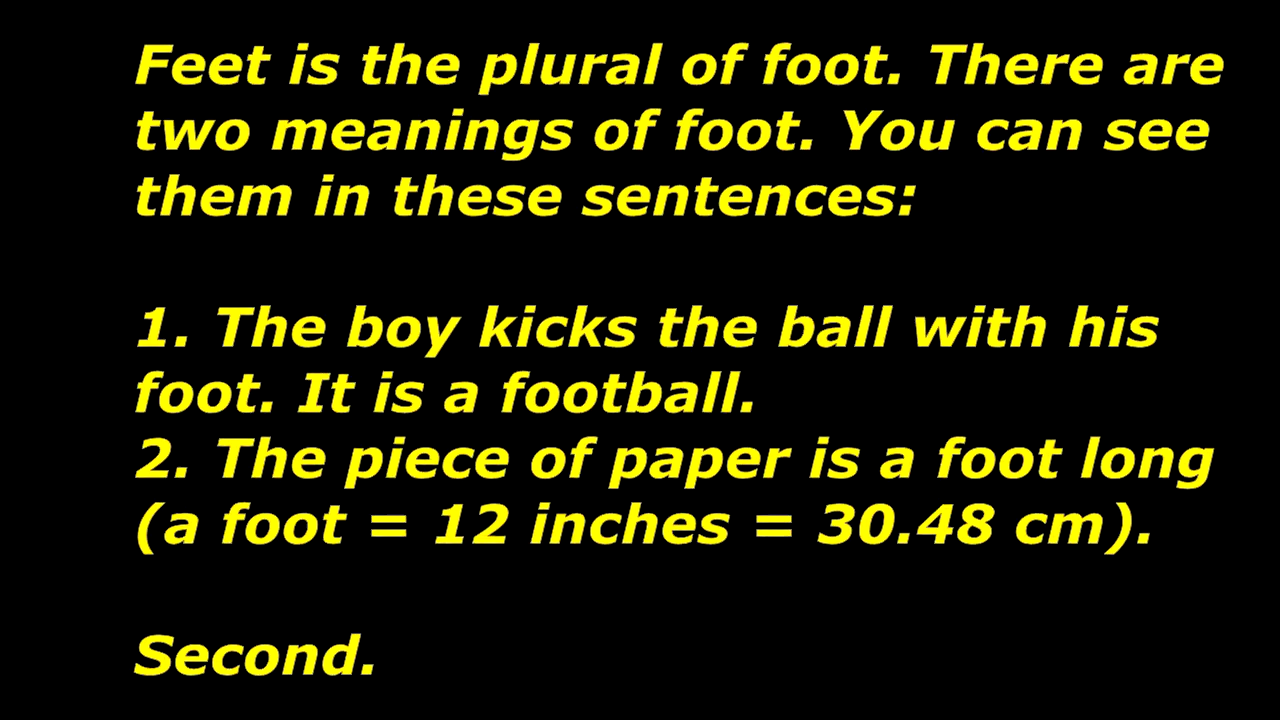 Feet is the plural of foot. There are
two meanings of foot. You can see
them in these sentences:
1. The boy kicks the ball with his
foot. It is a football.
2. The piece of paper is a foot long
(a foot = 12 inches = 30.48 cm).
Second.